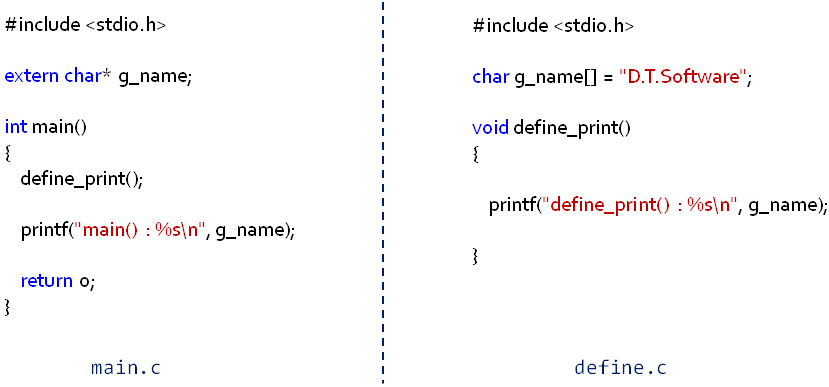 #include <stdio.h>
extern char* g_name;
int main()
{
define_print();
printf("main() : %s\n", g_name);
return 0;
}
main.c
#include <stdio.h>
char g_name[] = "D.T.Software";
void define_print()
{
printf("define_print() : %s\n", g_name);
}
define.c